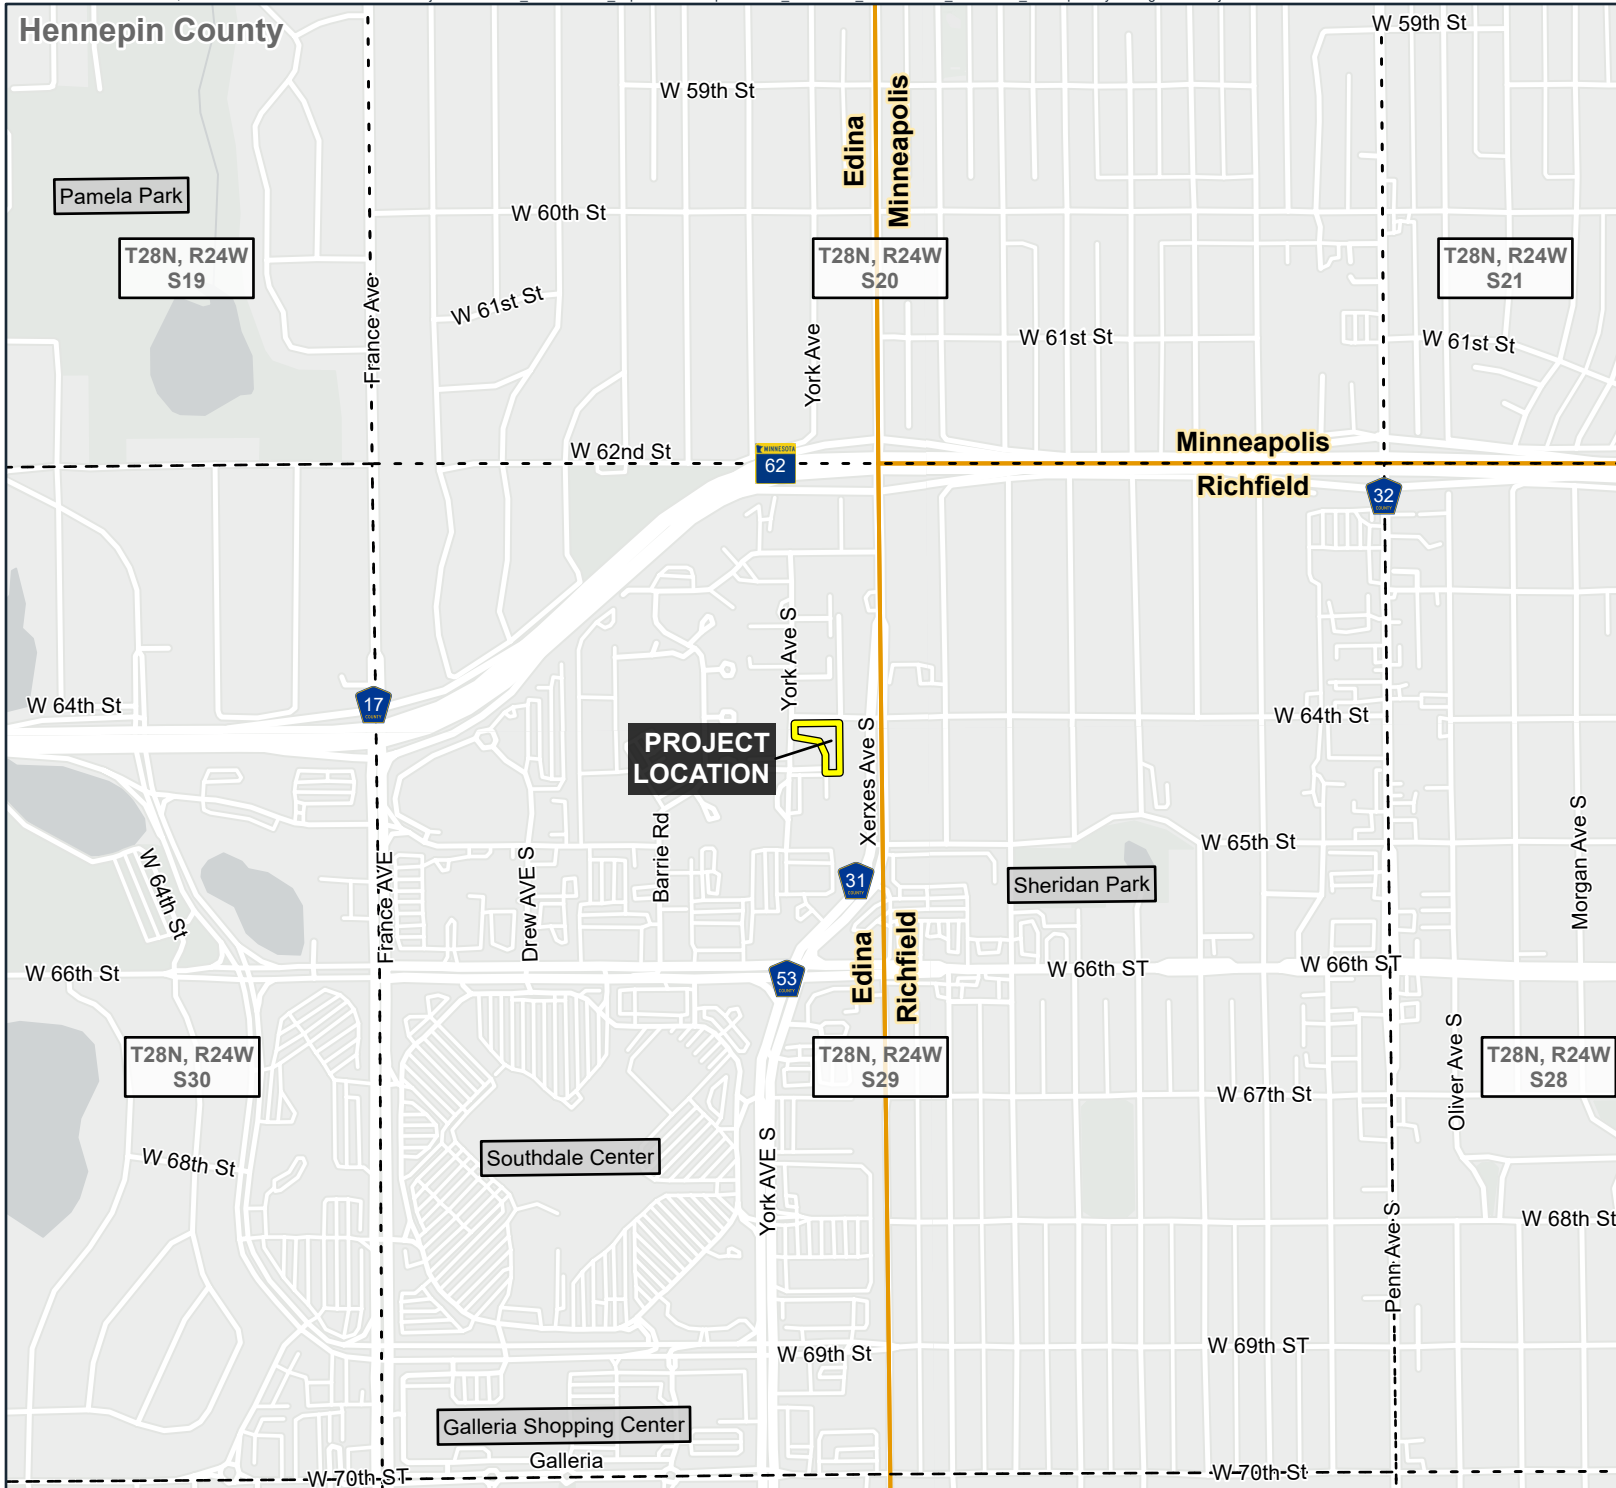 Hennepin County
W 59th St
W 59th St
Edina
Minneapolis
Pamela Park
W 60th St
T28N, R24W
S19
T28N, R24W
S20
T28N, R24W
S21
France Ave
W 61st St
York Ave
W 61st St
W 61st St
W 62nd St
MINNESOTA
62
Minneapolis
Richfield
32
COUNTY
York Ave S
W 64th St
17
COUNTY
W 64th St
PROJECT
LOCATION
Xerxes Ave S
W 64th St
France AVE
Drew AVE S
Barrie Rd
31
COUNTY
W 65th St
Sheridan Park
Morgan Ave S
W 66th St
53
COUNTY
Edina
Richfield
W 66th ST
W 66th ST
T28N, R24W
S30
T28N, R24W
S29
Oliver Ave S
T28N, R24W
S28
W 67th St
W 68th St
Southdale Center
York AVE S
Penn Ave S
W 68th St
W 69th St
W 69th ST
Galleria Shopping Center
Galleria
W 70th ST
W 70th St